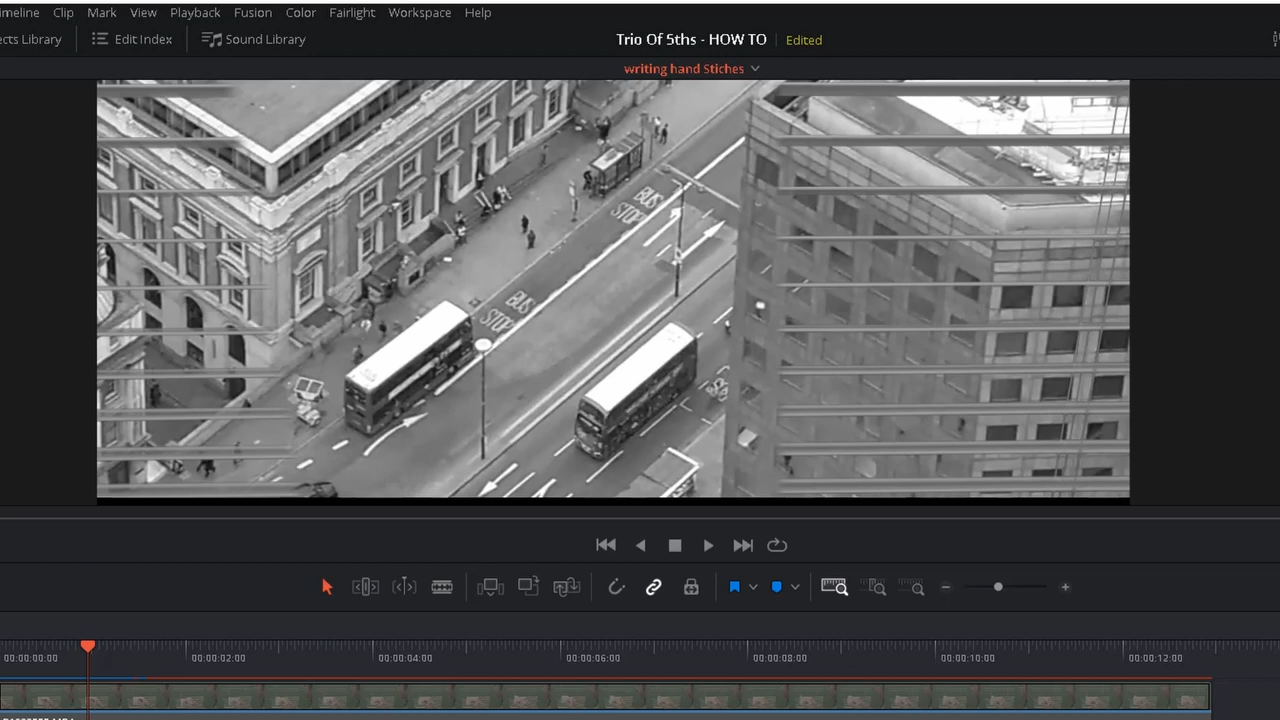 imeline Clip Mark View Playback Fusion Color Fairlight Workspace Help
cts Library Edit Index Sound Library Trio Of 5ths - HOW TO Edited
writing hand Stiches
BUS
STOP
BUS
STOP
00:00:00:00 00:00:02:00 00:00:04:00 00:00:06:00 00:00:08:00 00:00:10:00 00:00:12:00